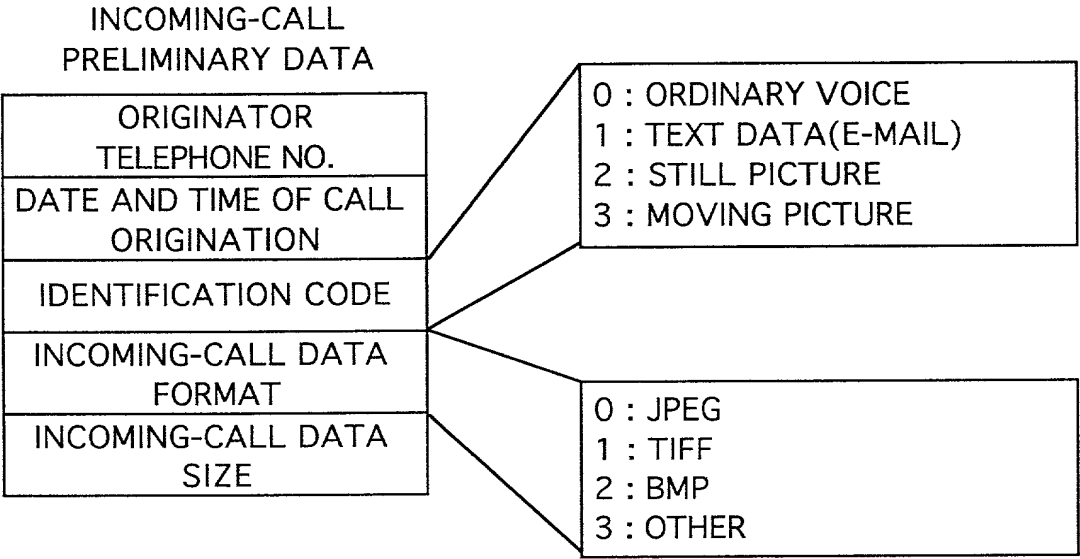 INCOMING-CALL
PRELIMINARY DATA
ORIGINATOR
TELEPHONE NO.
DATE AND TIME OF CALL
ORIGINATION
IDENTIFICATION CODE
INCOMING-CALL DATA
FORMAT
INCOMING-CALL DATA
SIZE
0 : ORDINARY VOICE
1 : TEXT DATA(E-MAIL)
2 : STILL PICTURE
3 : MOVING PICTURE
0 : JPEG
1 : TIFF
2 : BMP
3 : OTHER